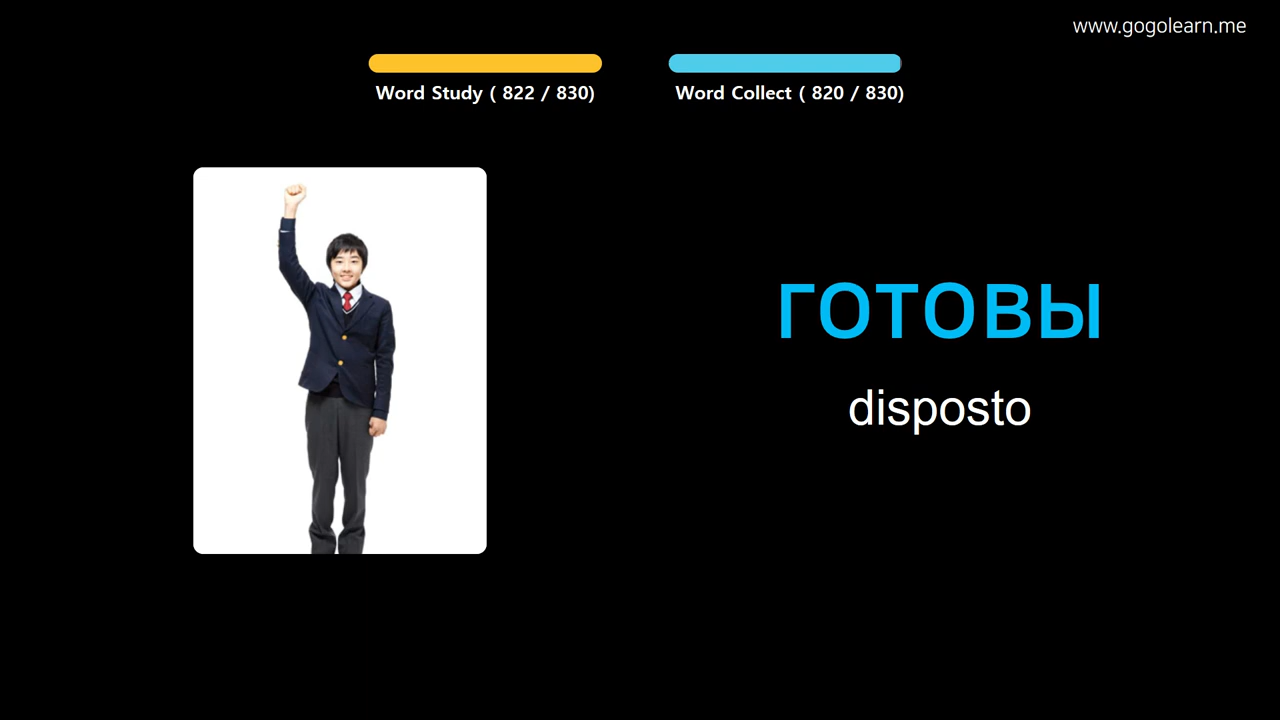 www.gogolearn.me
Word Study ( 822 / 830)
Word Collect ( 820 / 830)
готовы
disposto